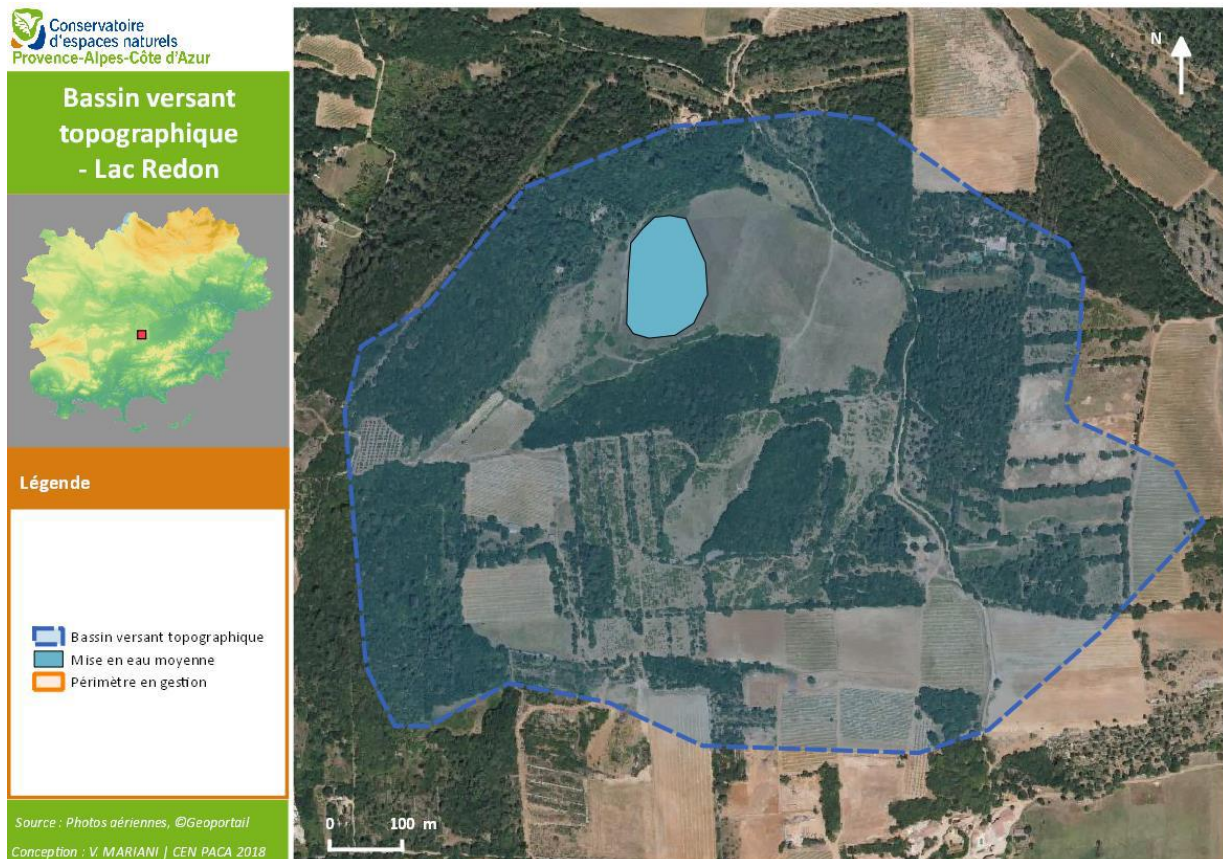 Conservatoire
d'espaces naturels
Provence-Alpes-Côte d'Azur
Bassin versant
topographique
- Lac Redon
Légende
Bassin versant topographique
Mise en eau moyenne
Périmètre en gestion
Source : Photos aériennes, ©Geoportail
Conception : V. MARIANI | CEN PACA 2018
N
0 100 m